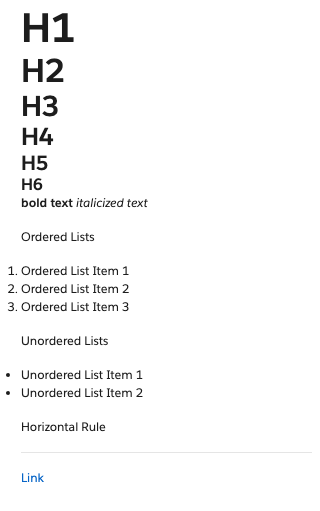 H1
H2
H3
H4
H5
H6
bold text italicized text
Ordered Lists
1. Ordered List Item 1
2. Ordered List Item 2
3. Ordered List Item 3
Unordered Lists
• Unordered List Item 1
• Unordered List Item 2
Horizontal Rule
Link